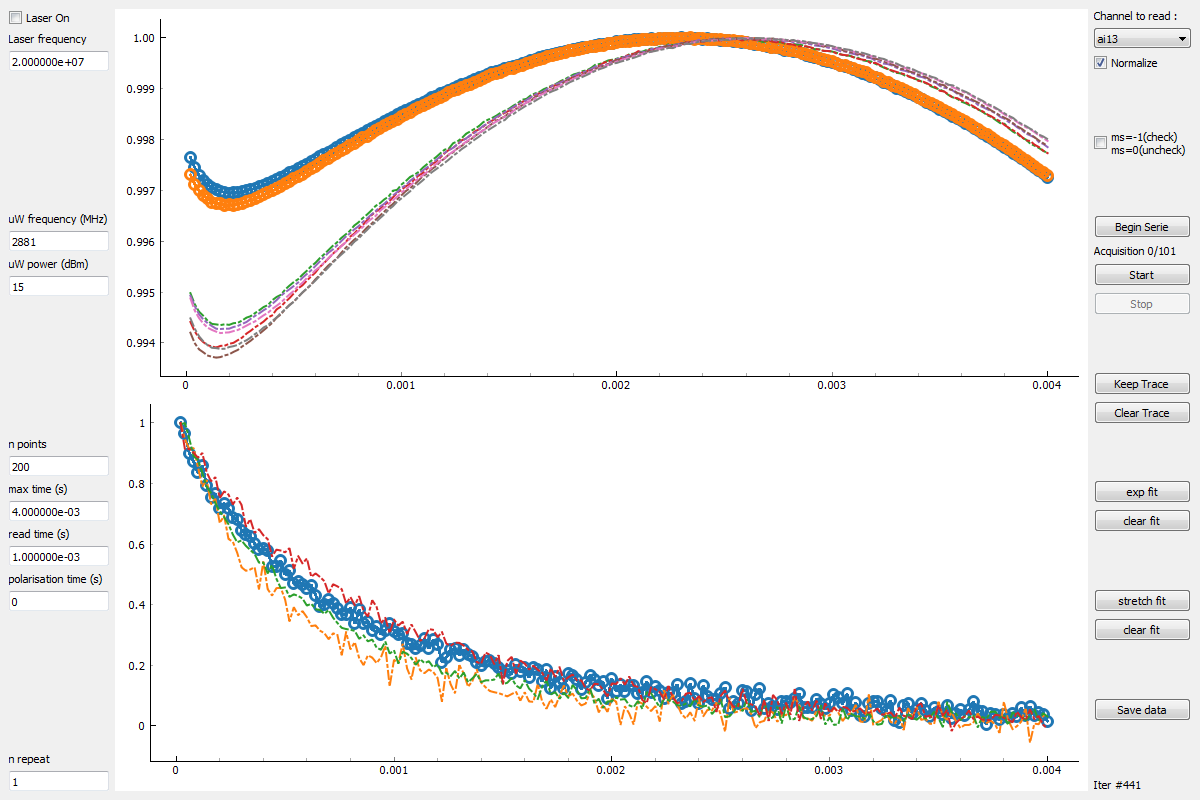 Laser On
Laser frequency
2.000000e+07
uW frequency (MHz)
2881
uW power (dBm)
15
n points
200
max time (s)
4.000000e-03
read time (s)
1.000000e-03
polarisation time (s)
0
n repeat
1
1.00
0.999
0.998
0.997
0.996
0.995
0.994
0
0.001
0.002
0.003
0.004
1
0.8
0.6
0.4
0.2
0
0
0.001
0.002
0.003
0.004
Channel to read :
ai13
Normalize
ms=-1(check)
ms=0(uncheck)
Begin Serie
Acquisition 0/101
Start
Stop
Keep Trace
Clear Trace
exp fit
clear fit
stretch fit
clear fit
Save data
Iter #441